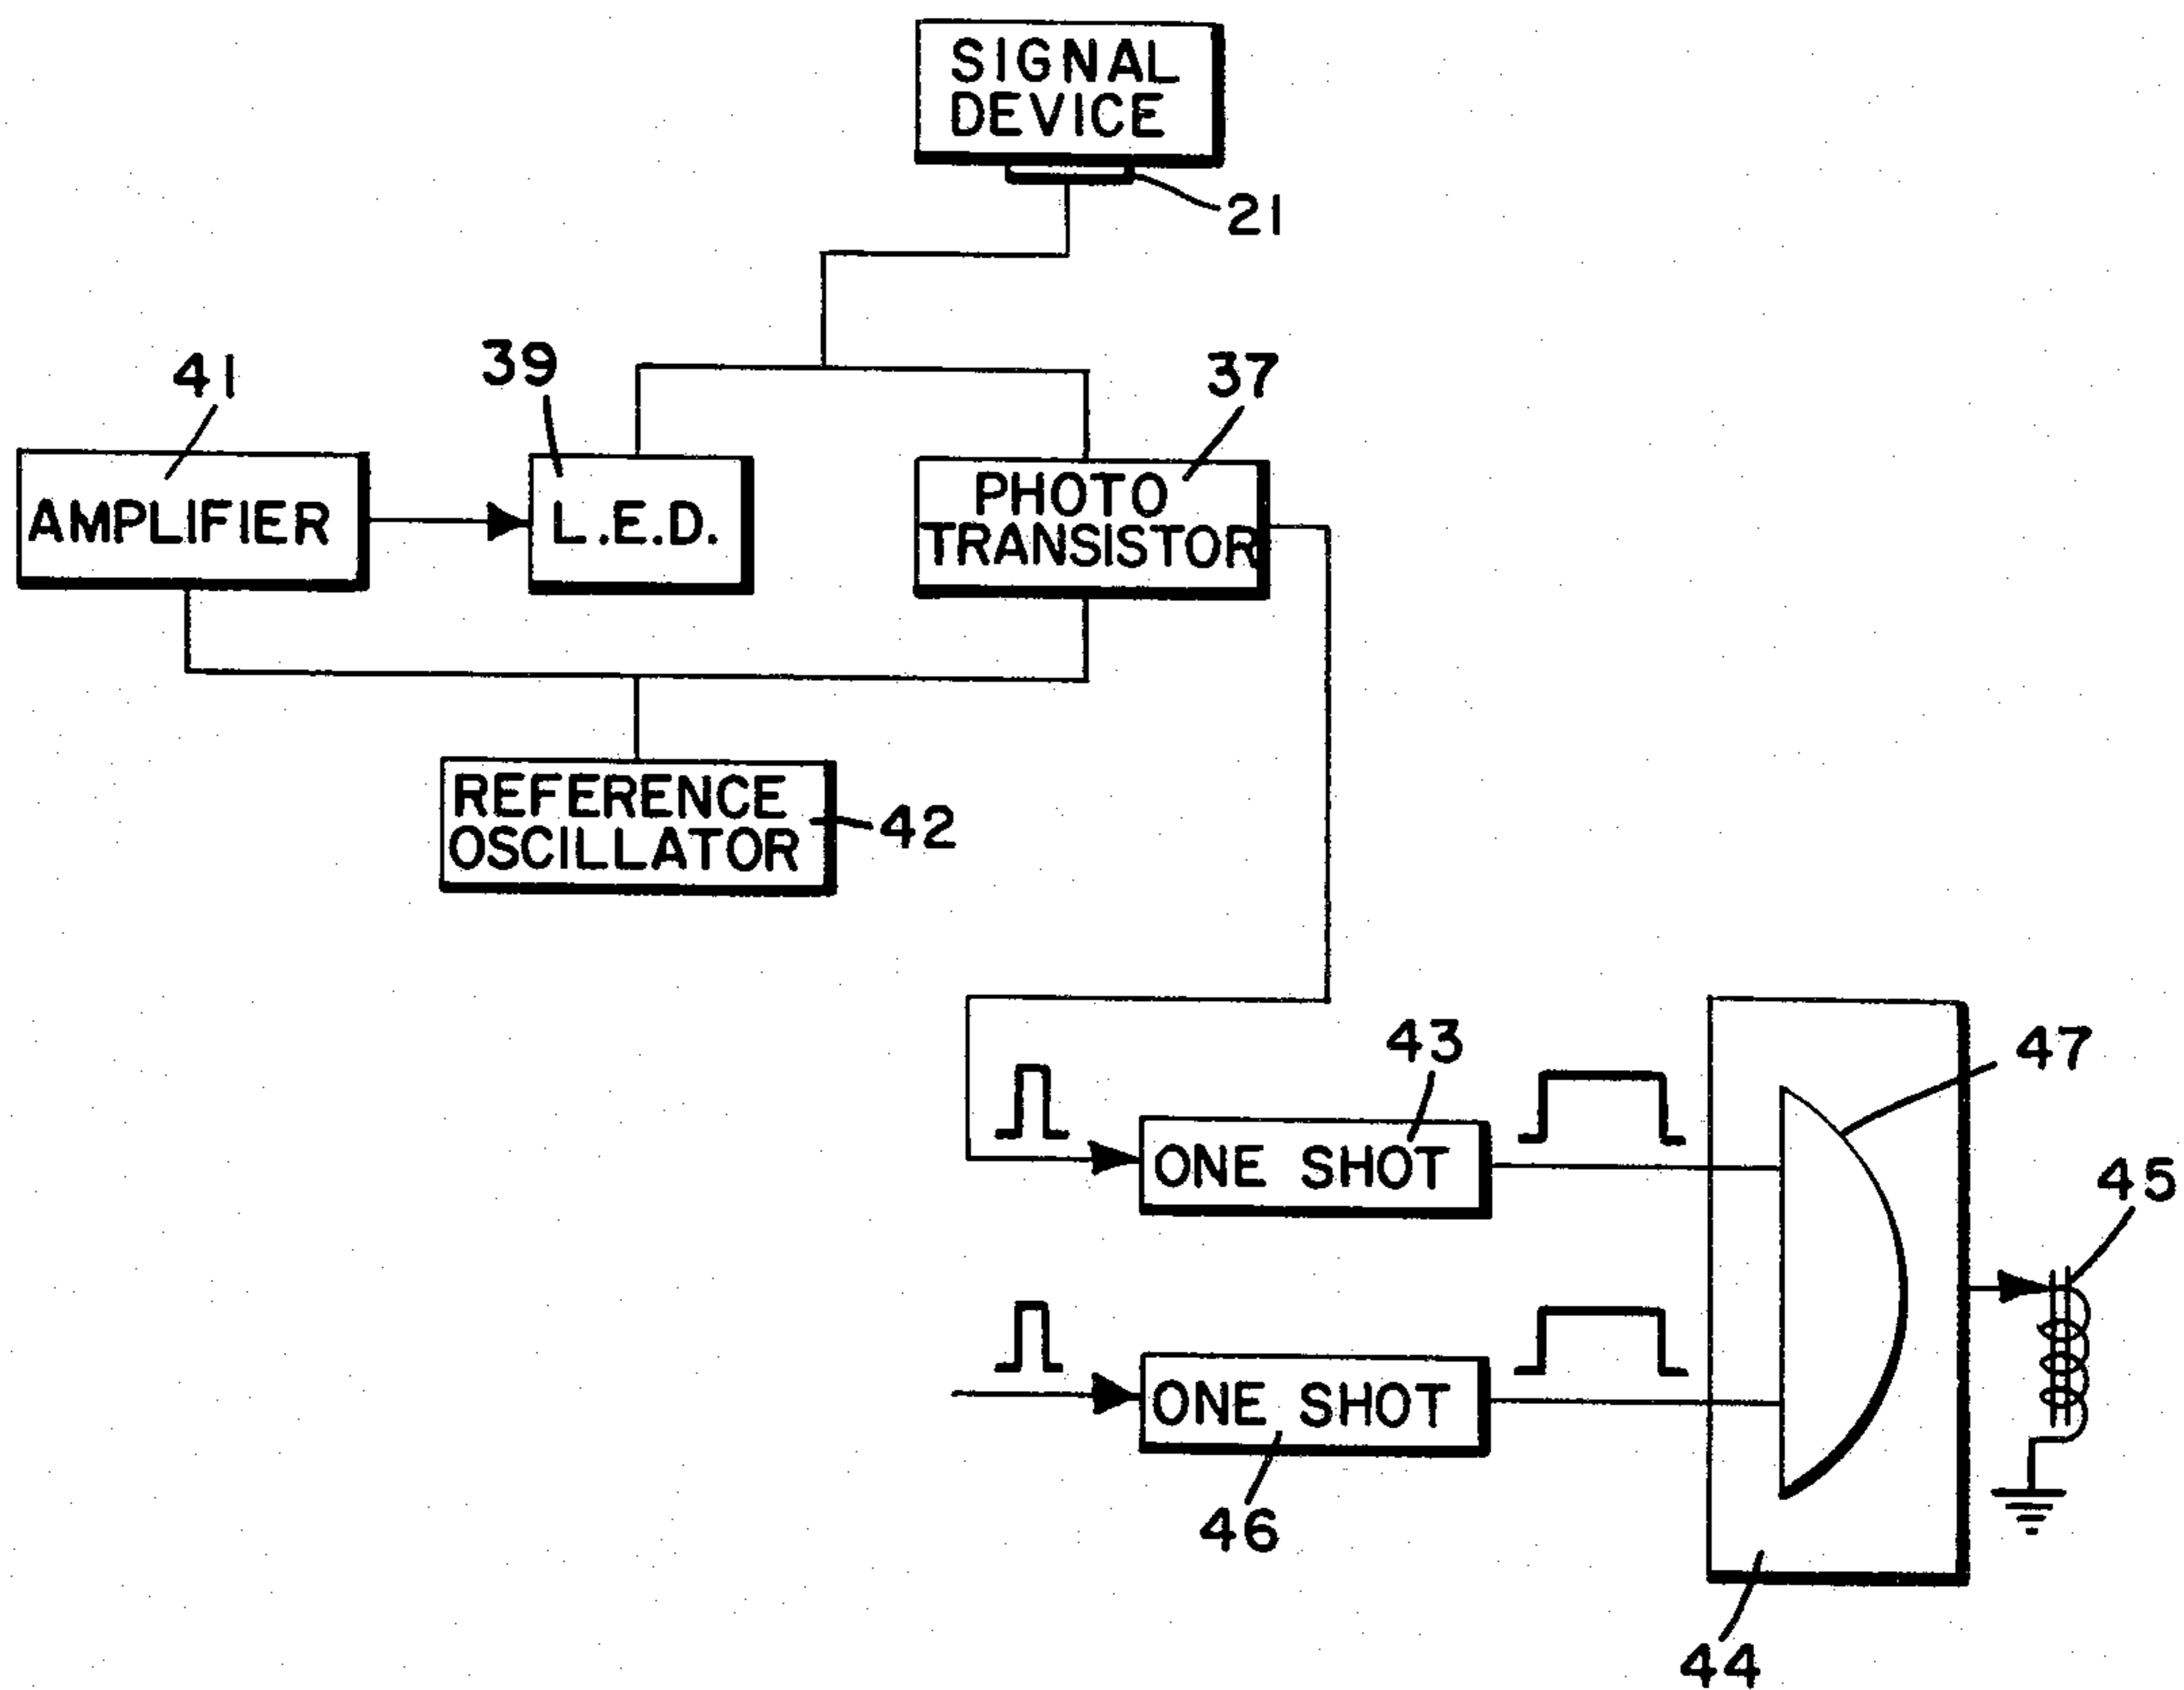 SIGNAL
DEVICE
21
41
39
37
AMPLIFIER
L.E.D.
PHOTO
TRANSISTOR
REFERENCE
OSCILLATOR
42
43
47
ONE SHOT
45
ONE SHOT
46
44